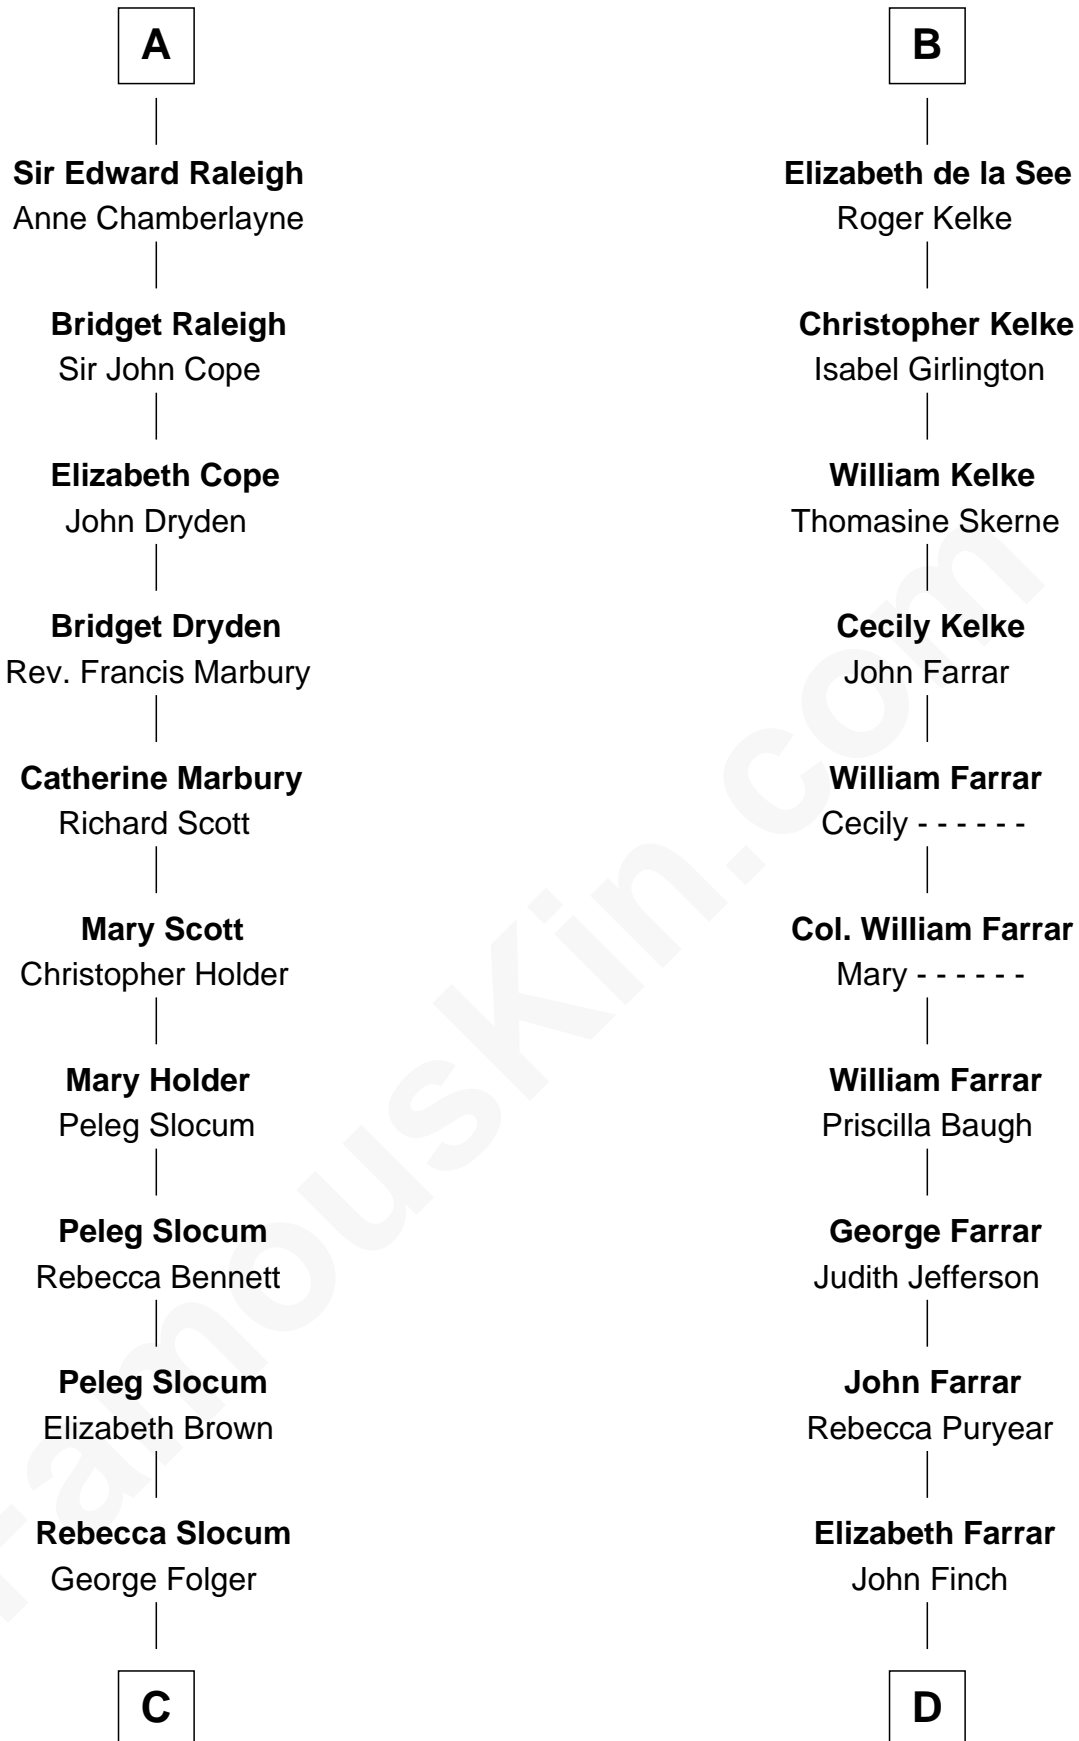 A
Sir Edward Raleigh
Anne Chamberlayne
Bridget Raleigh
Sir John Cope
Elizabeth Cope
John Dryden
Bridget Dryden
Rev. Francis Marbury
Catherine Marbury
Richard Scott
Mary Scott
Christopher Holder
Mary Holder
Peleg Slocum
Peleg Slocum
Rebecca Bennett
Peleg Slocum
Elizabeth Brown
Rebecca Slocum
George Folger
C
B
Elizabeth de la See
Roger Kelke
Christopher Kelke
Isabel Girlington
William Kelke
Thomasine Skerne
Cecily Kelke
John Farrar
William Farrar
Cecily - - - - - -
Col. William Farrar
Mary - - - - - -
William Farrar
Priscilla Baugh
George Farrar
Judith Jefferson
John Farrar
Rebecca Puryear
Elizabeth Farrar
John Finch
D
FamousKin.com